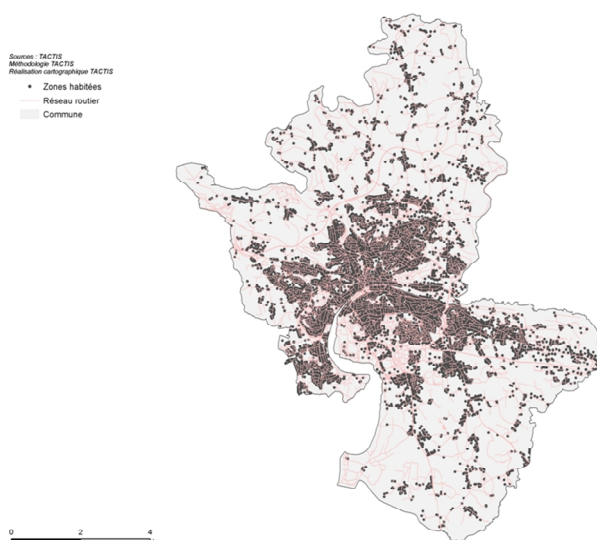 Sources : TACTIS
Méthodologie TACTIS
Réalisation cartographique TACTIS
Zones habitées
Réseau routier
Commune
0 2 4